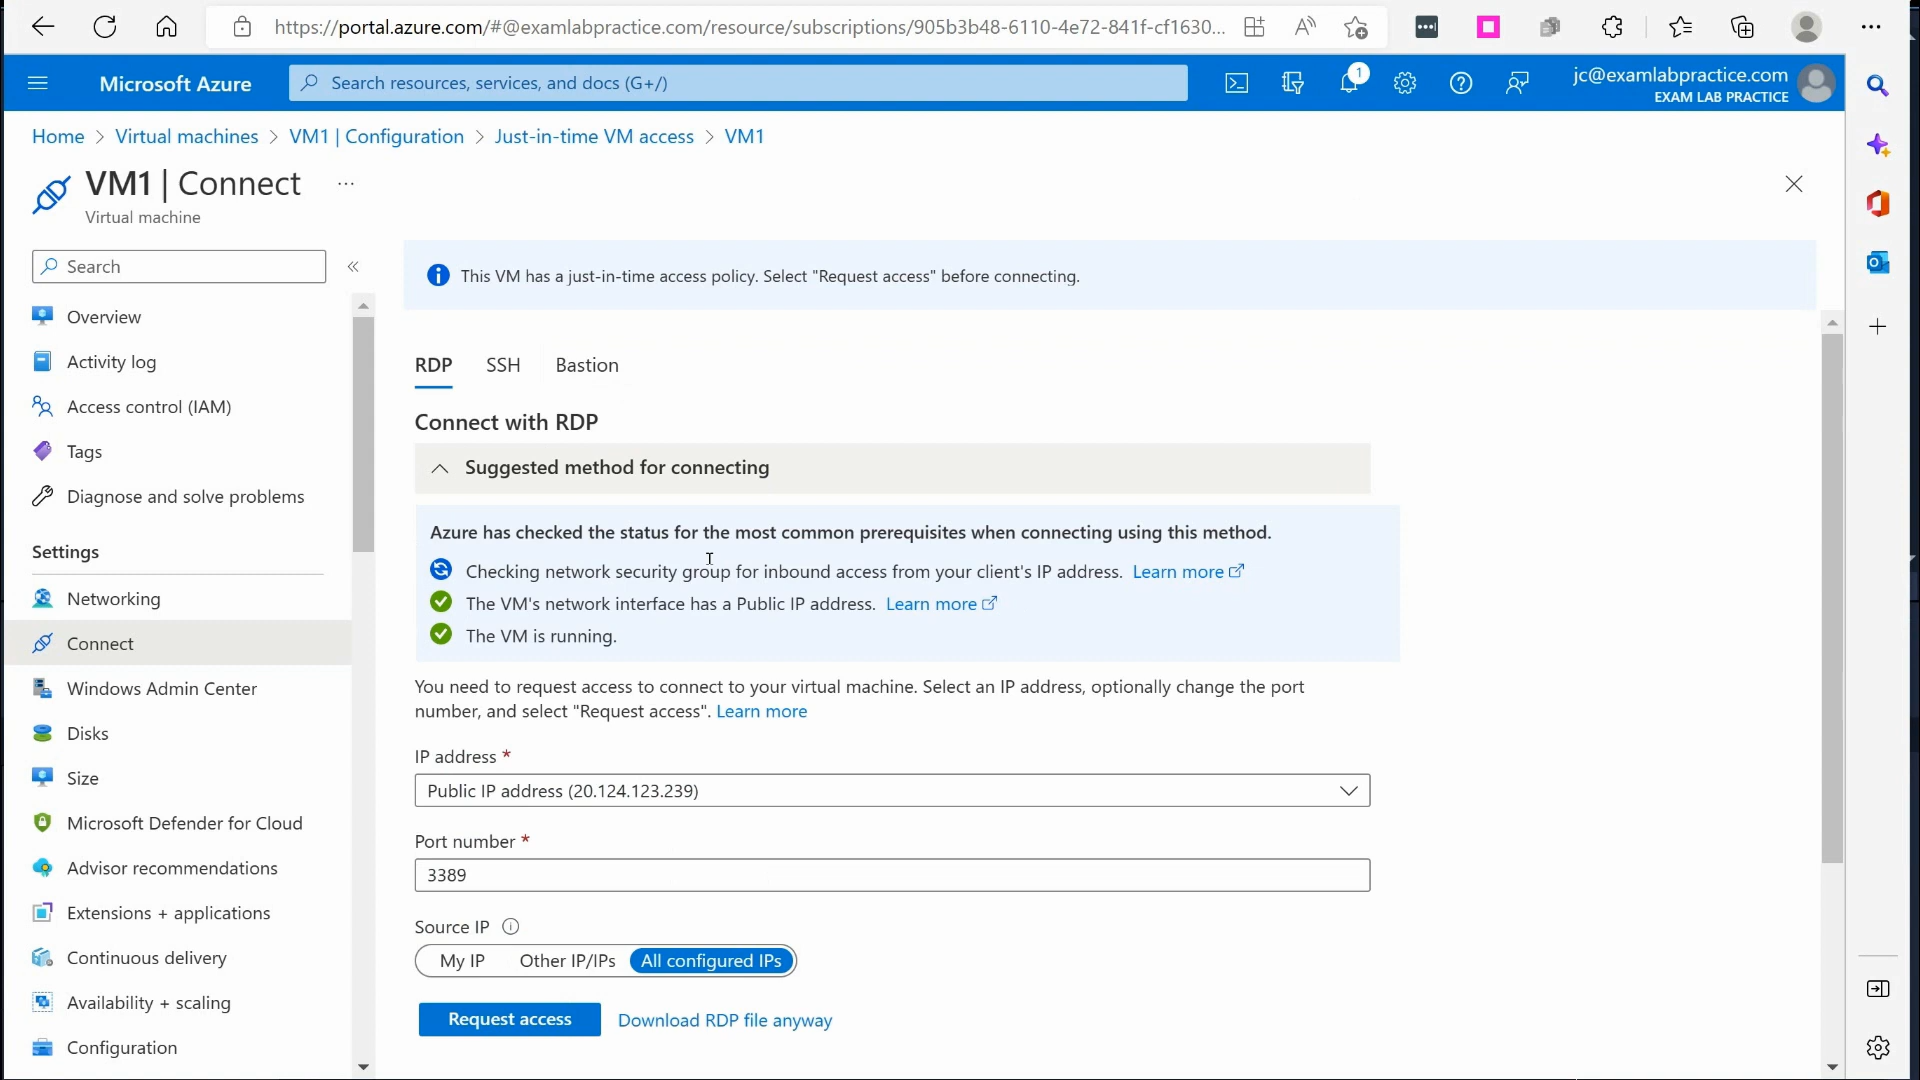 https://portal.azure.com/#@examlabpractice.com/resource/subscriptions/905b3b48-6110-4e72-841f-cf1630...
Microsoft Azure
Search resources, services, and docs (G+/)
1
jc@examlabpractice.com
EXAM LAB PRACTICE
Home > Virtual machines > VM1 | Configuration > Just-in-time VM access > VM1
VM1 | Connect ...
Virtual machine
Search
«
Overview
Activity log
Access control (IAM)
Tags
Diagnose and solve problems
Settings
Networking
Connect
Windows Admin Center
Disks
Size
Microsoft Defender for Cloud
Advisor recommendations
Extensions + applications
Continuous delivery
Availability + scaling
Configuration
This VM has a just-in-time access policy. Select "Request access" before connecting.
RDP SSH Bastion
Connect with RDP
Suggested method for connecting
Azure has checked the status for the most common prerequisites when connecting using this method.
Checking network security group for inbound access from your client's IP address. Learn more
The VM's network interface has a Public IP address. Learn more
The VM is running.
You need to request access to connect to your virtual machine. Select an IP address, optionally change the port
number, and select "Request access". Learn more
IP address *
Public IP address (20.124.123.239)
Port number *
3389
Source IP
My IP Other IP/IPs All configured IPs
Request access Download RDP file anyway